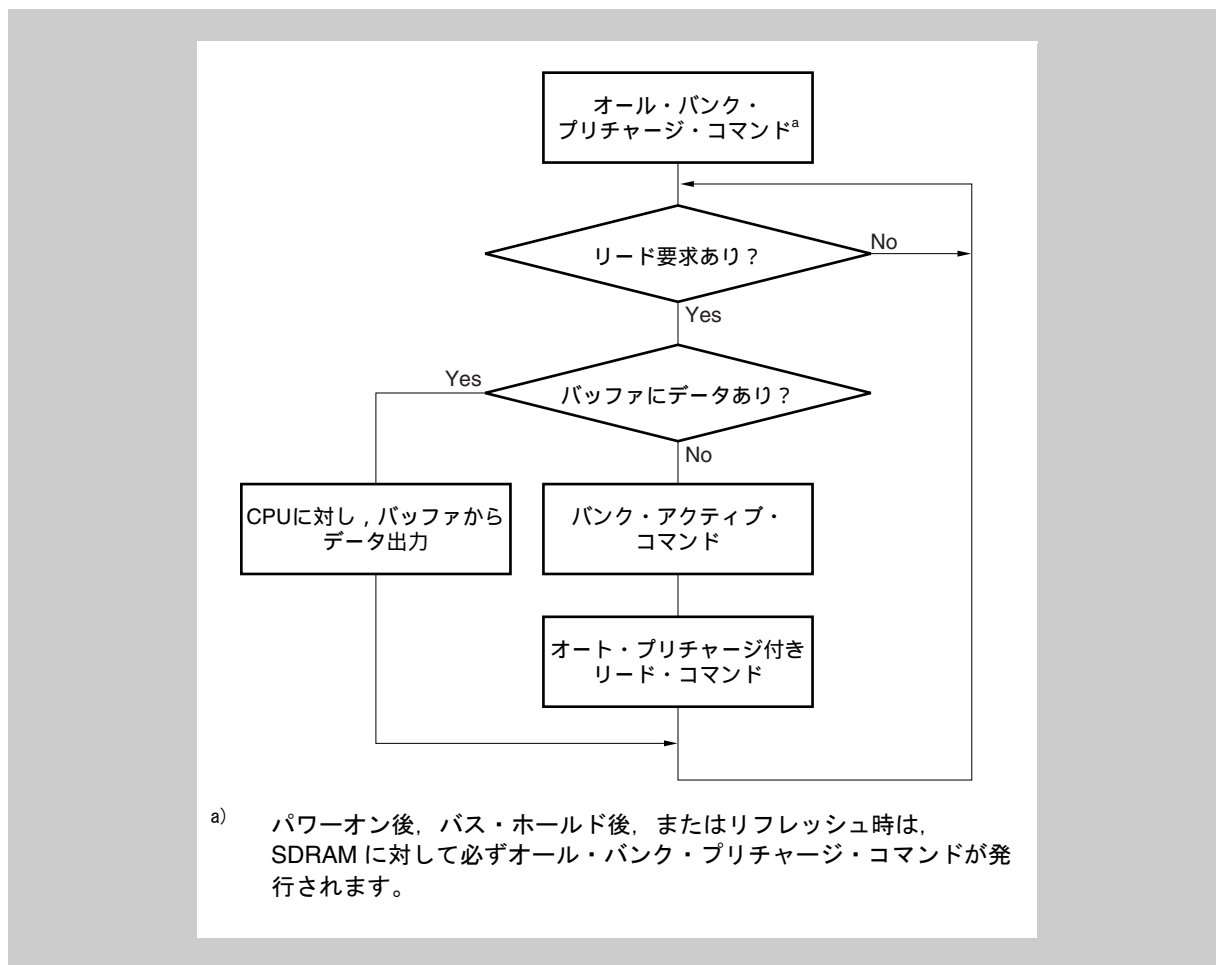 オール・バンク・
プリチャージ・コマンドa
リード要求あり？
No
Yes
バッファにデータあり？
Yes
No
CPUに対し，バッファから
データ出力
バンク・アクティブ・
コマンド
オート・プリチャージ付き
リード・コマンド
a) パワーオン後，バス・ホールド後，またはリフレッシュ時は，
SDRAM に対して必ずオール・バンク・プリチャージ・コマンドが発
行されます。